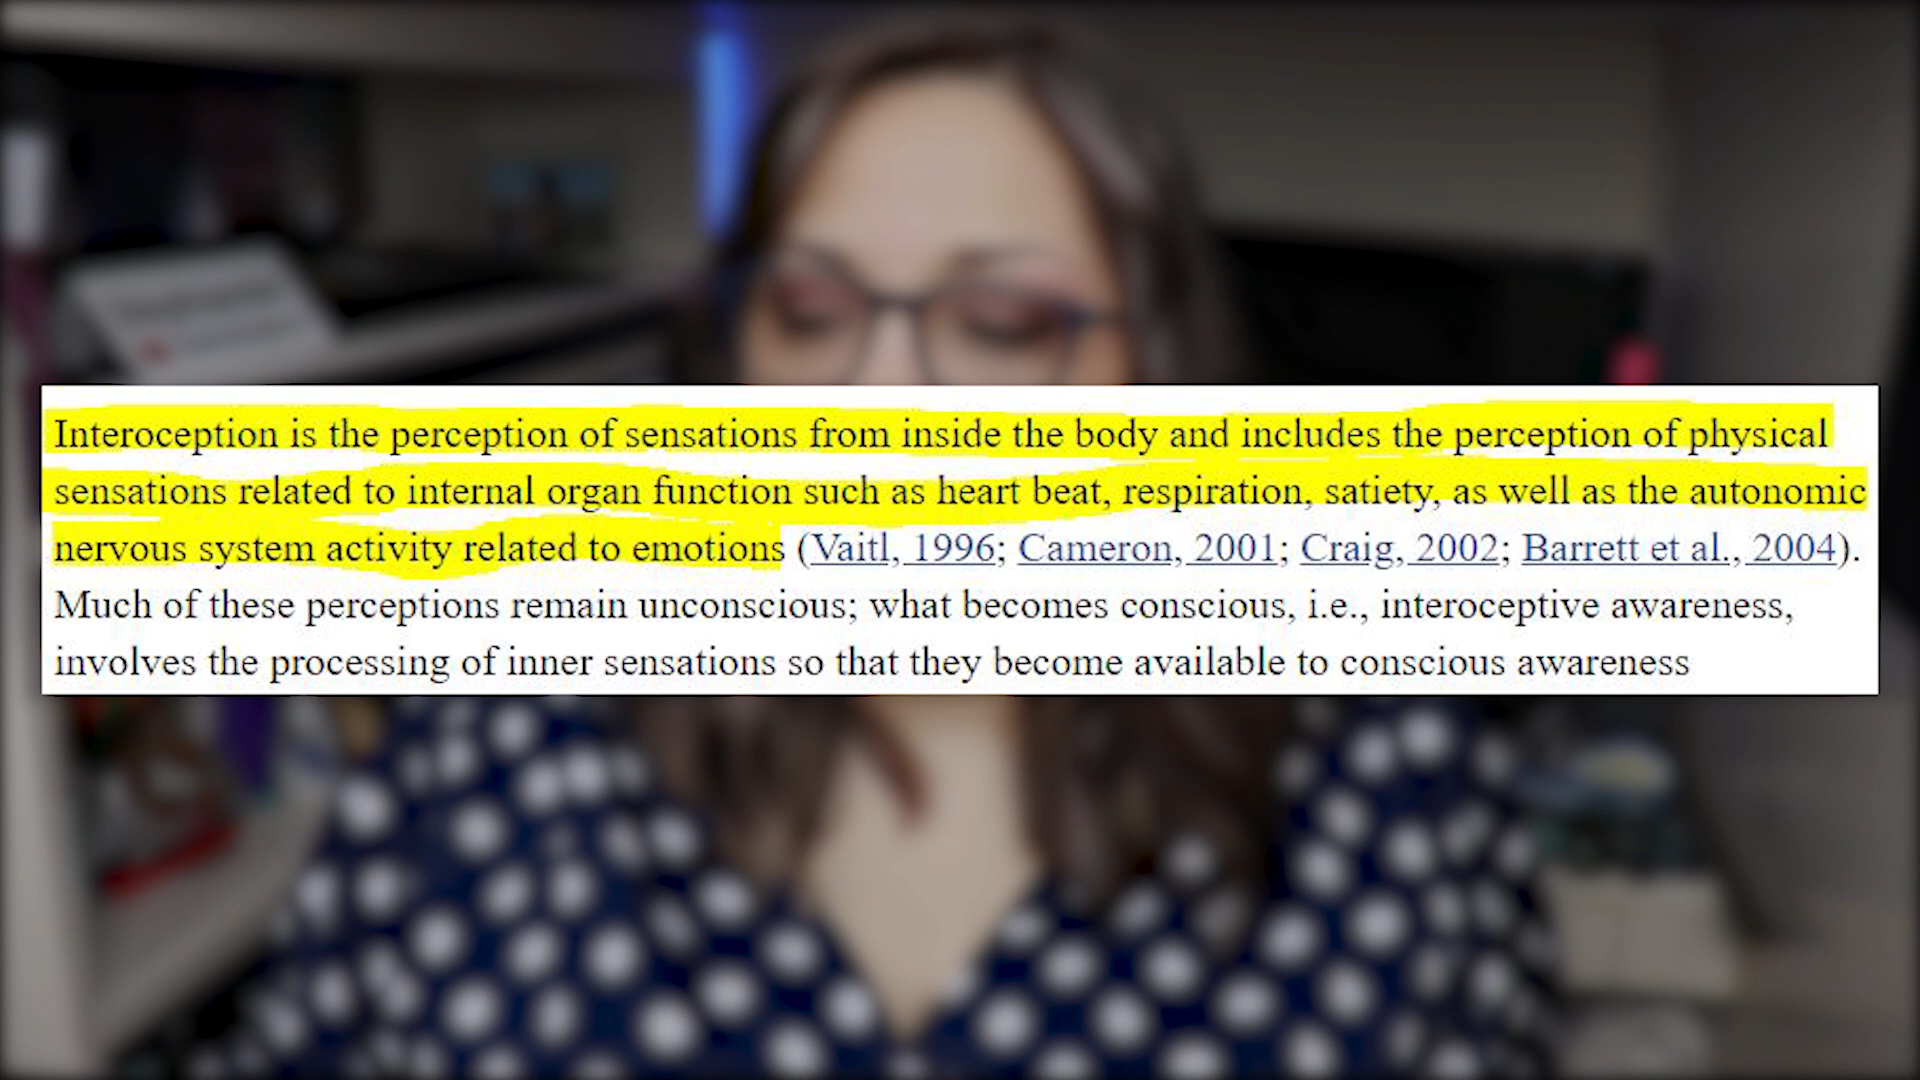 Interoception is the perception of sensations from inside the body and includes the perception of physical
sensations related to internal organ function such as heart beat, respiration, satiety, as well as the autonomic
nervous system activity related to emotions (Vaitl, 1996; Cameron, 2001; Craig, 2002; Barrett et al., 2004).
Much of these perceptions remain unconscious; what becomes conscious, i.e., interoceptive awareness,
involves the processing of inner sensations so that they become available to conscious awareness